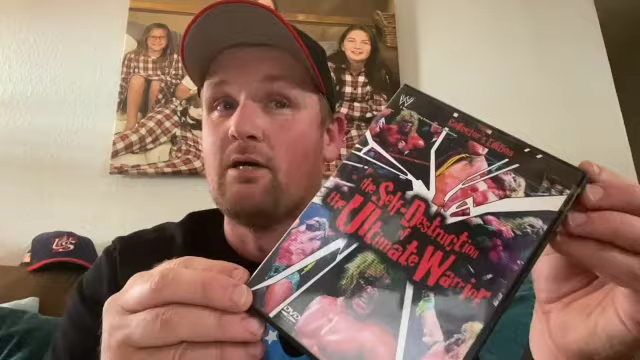 Collector's Edition
the Self-Destruction
of
the Ultimate Warrior
DVD